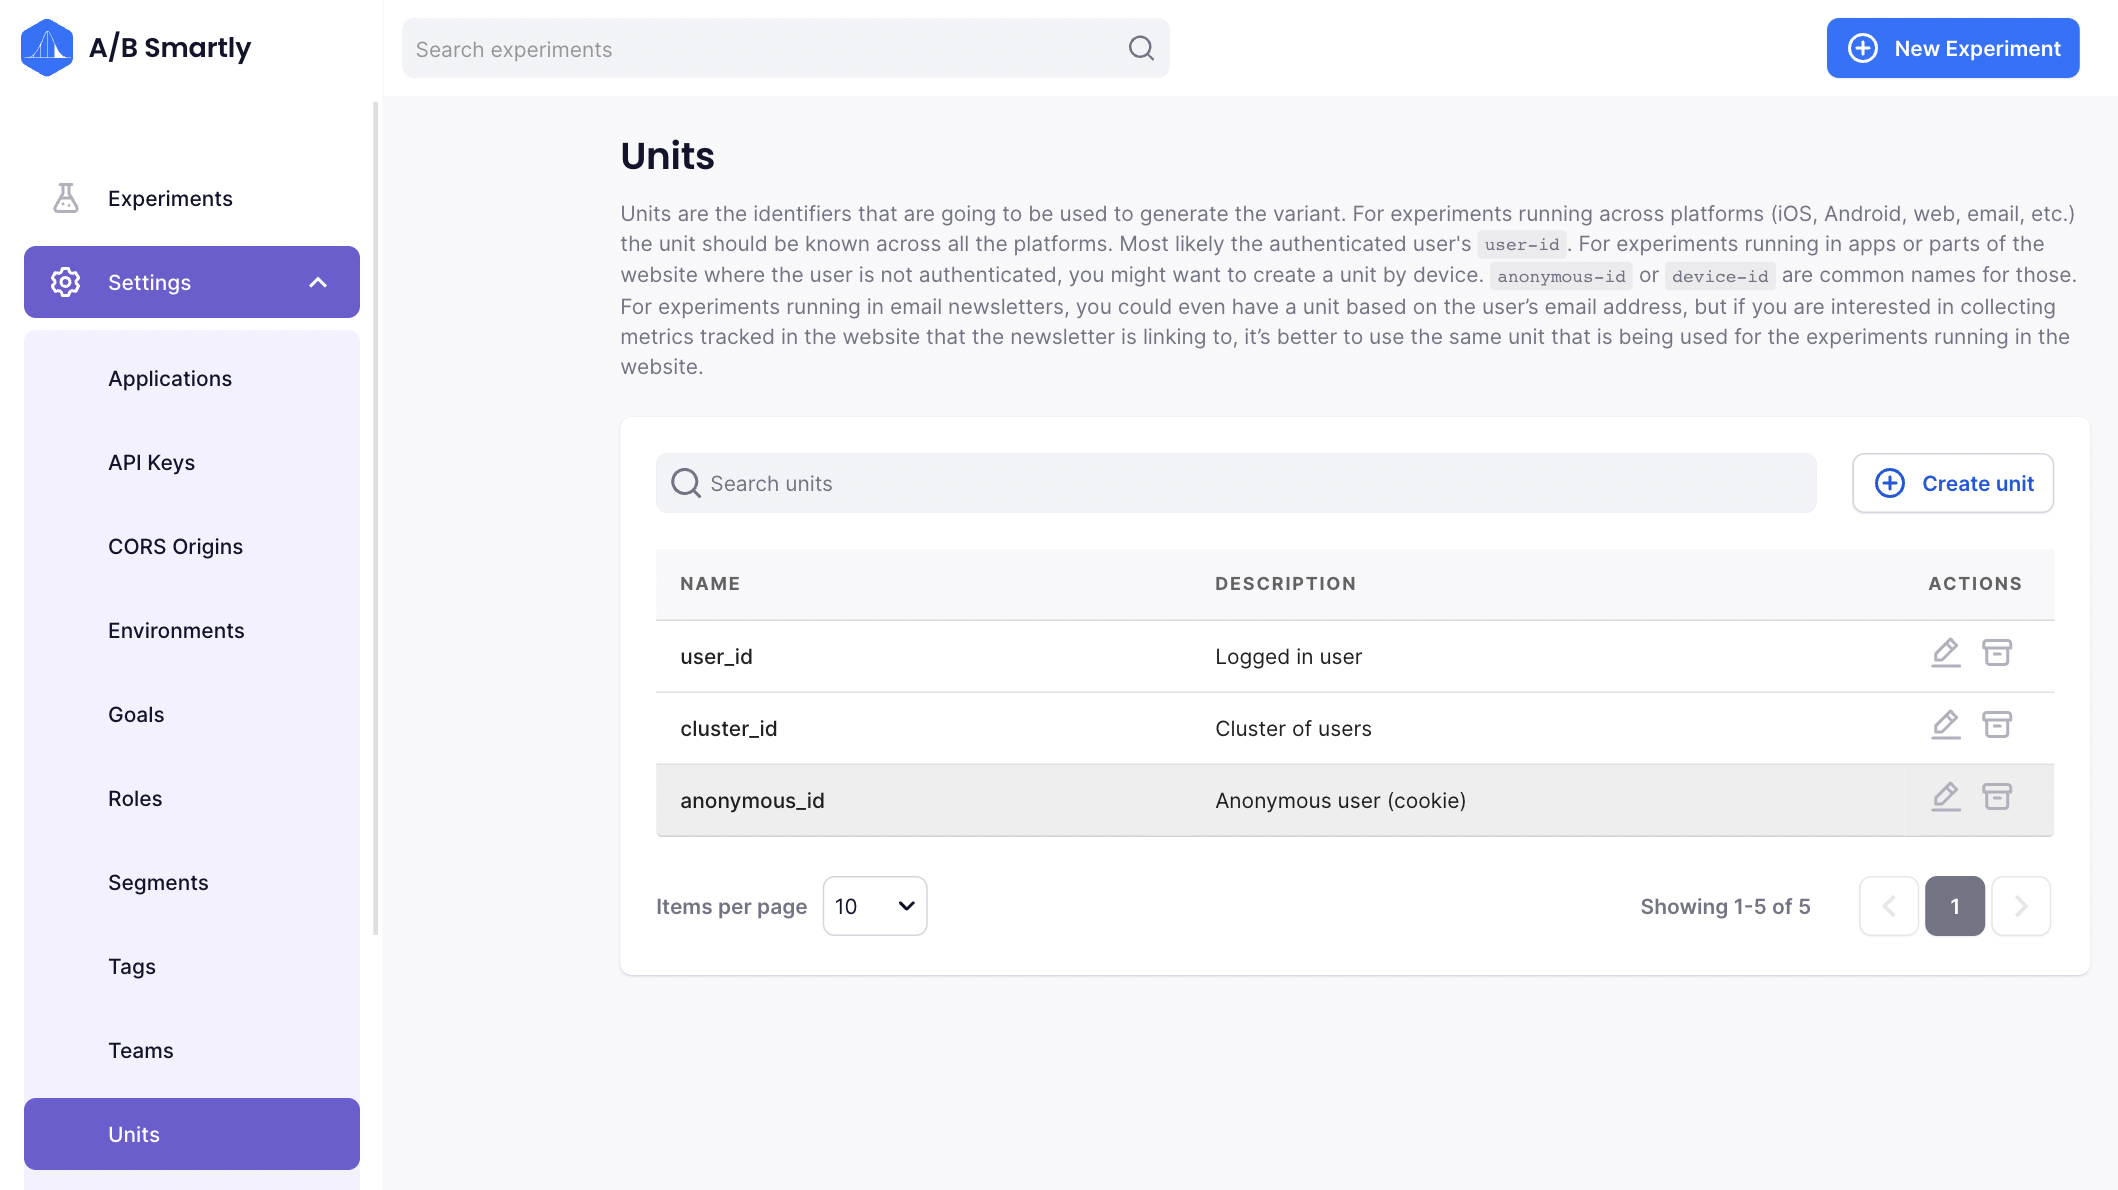 A/B Smartly
Search experiments
New Experiment
Experiments
Settings
Applications
API Keys
CORS Origins
Environments
Goals
Roles
Segments
Tags
Teams
Units
Units
Units are the identifiers that are going to be used to generate the variant. For experiments running across platforms (iOS, Android, web, email, etc.)
the unit should be known across all the platforms. Most likely the authenticated user's user-id. For experiments running in apps or parts of the
website where the user is not authenticated, you might want to create a unit by device. anonymous-id or device-id are common names for those.
For experiments running in email newsletters, you could even have a unit based on the user’s email address, but if you are interested in collecting
metrics tracked in the website that the newsletter is linking to, it’s better to use the same unit that is being used for the experiments running in the
website.
Search units
Create unit
NAME DESCRIPTION ACTIONS
user_id Logged in user
cluster_id Cluster of users
anonymous_id Anonymous user (cookie)
Items per page 10 Showing 1-5 of 5 1